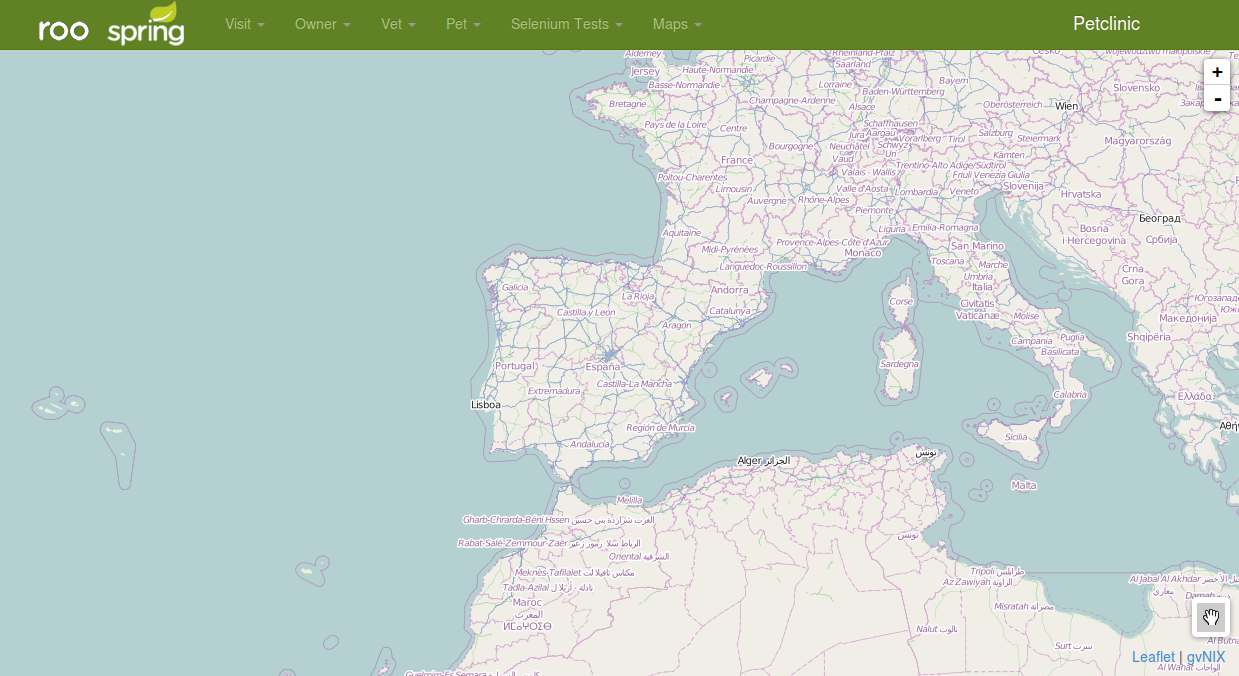 roo spring Visit Owner Vet Pet Selenium Tests Maps Petclinic
Alderney
Picardie
Rheinland-Pfalz
Česko
Jersey
Haute-Normandie
Saarland
+
Basse-Normandie
Lorraine
Bayern
Slovensko
-
Bretagne
Champagne-Ardenne
Baden-Württemberg
Alsace
Oberösterreich
Wien
Pays de la Loire
Centre
Schaffhausen
Jura
Aargau
Salzburg
Steiermark
Vorarlberg
Tirol
Bourgogne
Neuchâtel
Schwyz
Magyarország
France
Vaud
Uri
Kärnten
Trentino-Alto Adige/Südtirol
Poitou-Charentes
Valais - Wallis
Friuli Venezia Giulia
Limousin
Valle d'Aosta
Lombardia
Veneto
Slovenija
Hrvatska
Auvergne
Rhône-Alpes
Piemonte
Београд
Aquitaine
Liguria
Emilia-Romagna
Bosna
i Hercegovina
Србија
Midi-Pyrénées
Provence-Alpes-Côte d'Azur
Monaco
San Marino
Languedoc-Roussillon
Toscana
Marche
Crna
Gora
Umbria
Galicia
La Rioja
Andorra
Italia
Corse
Civitatis
Vaticanæ
Castilla y León
Catalunya
Molise
Македонија
Aragón
Campania
Puglia
Shqipëria
Basilicata
Portugal
España
Sardegna
Castilla-La Mancha
Extremadura
Calabria
Ελλάδα
Lisboa
Región de Murcia
Andalucía
Sicilia
تونس
Alger الجزائر
Malta
Melilla
Gharb-Chrarda-Béni Hssen الغرب شراردة بني حسين
تونس
Rabat-Salé-Zemmour-Zaër الرباط سلا زمور زعير
Oriental الشرقية
Meknès-Tafilalet مكناس تافيلالت
Tripoli طرابلس
Az Zawiyah الزاوية
Al Jabal Al Akhdar
Tadla-Azilal تادلة - أزيلال
بنغازي
Darnah
Maroc
المغرب
ⵍⵎⴰⵖⵔⵉⴱ
Misratah مصراتة
Nalut نالوت
Surt سرت
Leaflet | gvNIX
Guelmim-Es Semara
Al Wahat الواحات